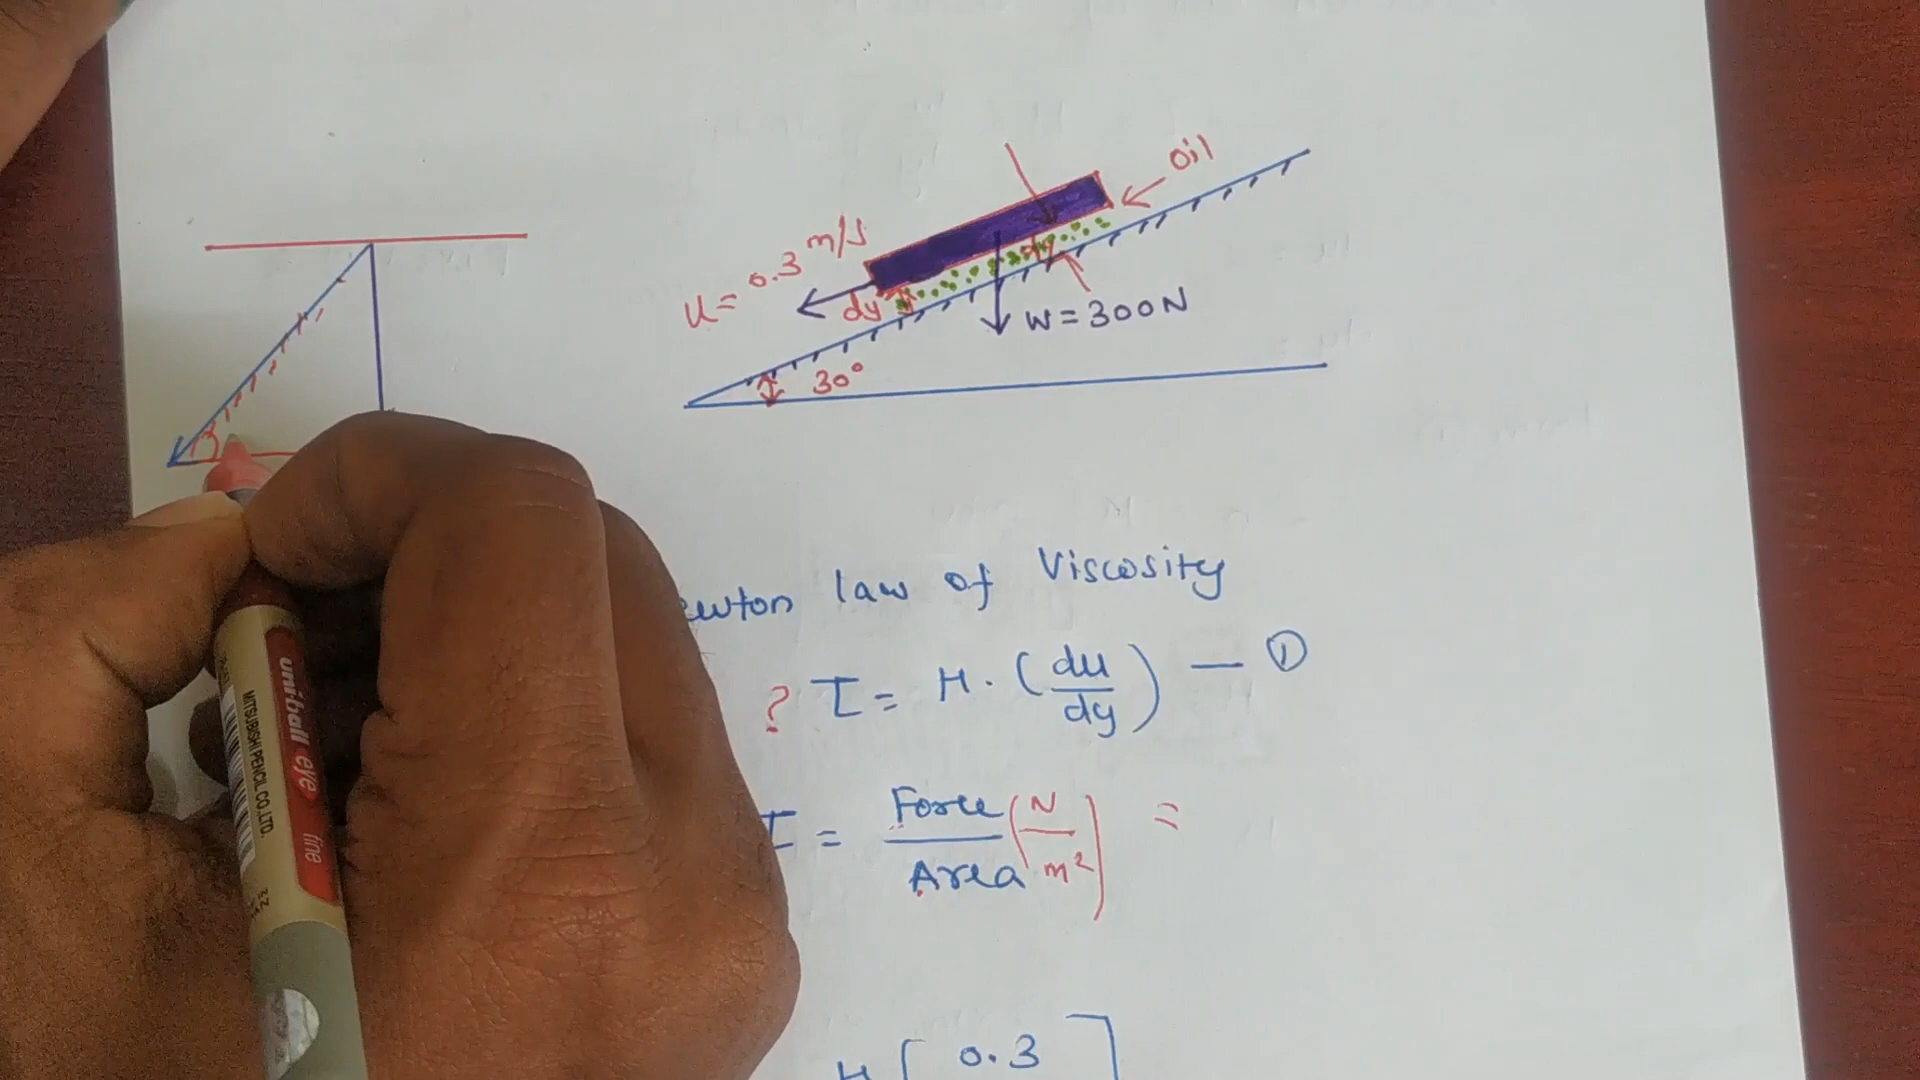 Oil
u = 0.3 m/s
dy
W = 300N
30°
3
law of Viscosity
? τ = μ · (du/dy) — ①
τ = Force/Area (N/m²) =
μ [ 0.3 ]
uni-ball eye fine
MITSUBISHI PENCIL CO., LTD.